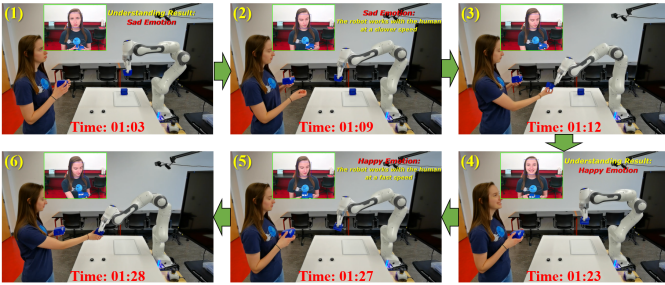 (1)
Understanding Result:
Sad Emotion
Time: 01:03
(2)
Sad Emotion:
the robot works with the human
at a slower speed
Time: 01:09
(3)
Time: 01:12
(4)
Understanding Result:
Happy Emotion
Time: 01:23
(5)
Happy Emotion:
the robot works with the human
at a fast speed
Time: 01:27
(6)
Time: 01:28